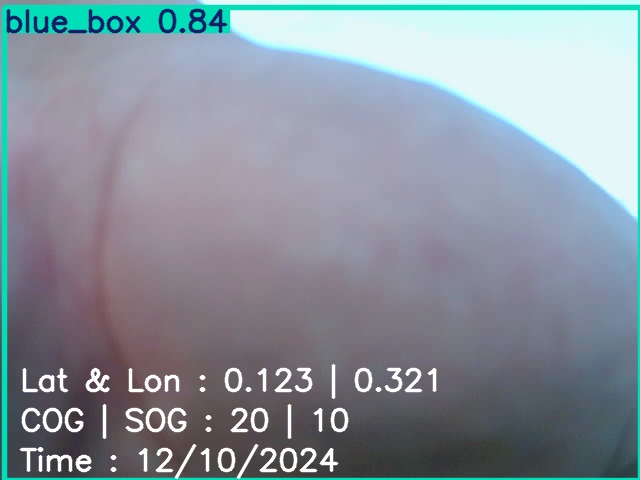 blue_box 0.84
Lat & Lon : 0.123 | 0.321
COG | SOG : 20 | 10
Time : 12/10/2024